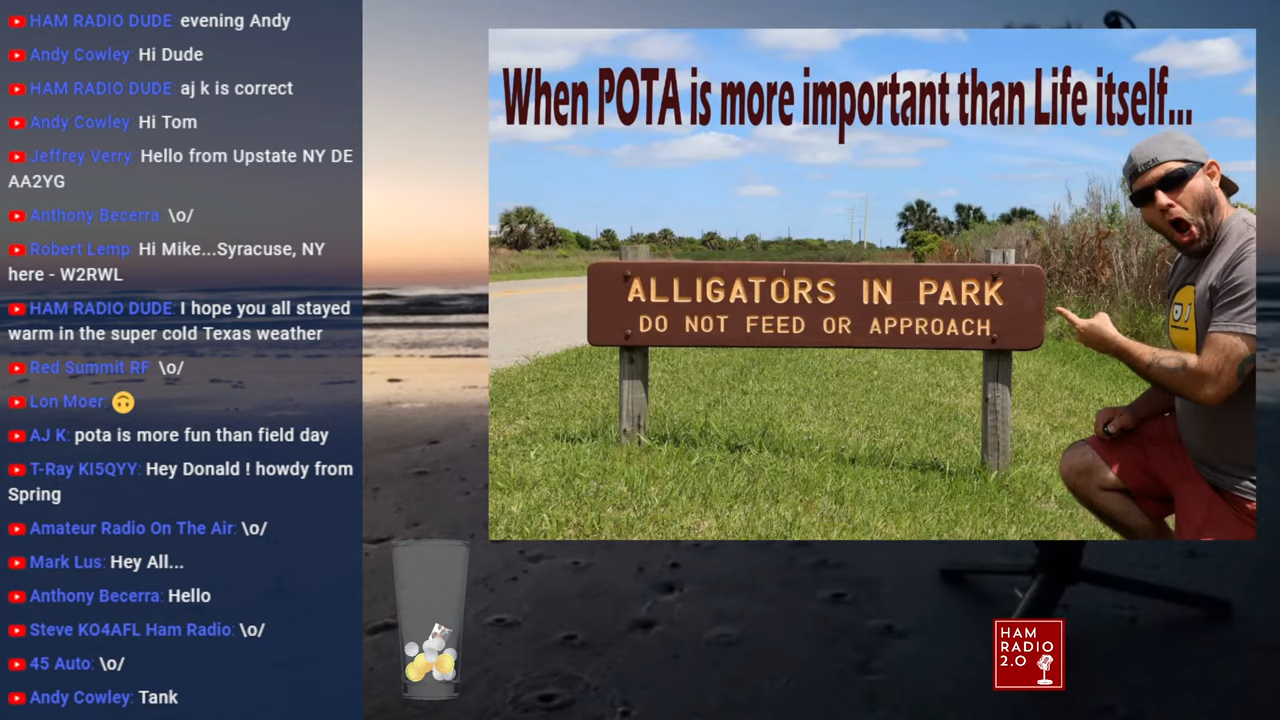 HAM RADIO DUDE: evening Andy
Andy Cowley: Hi Dude
HAM RADIO DUDE: aj k is correct
Andy Cowley: Hi Tom
Jeffrey Verry: Hello from Upstate NY DE
AA2YG
Anthony Becerra: \o/
Robert Lemp: Hi Mike...Syracuse, NY
here - W2RWL
HAM RADIO DUDE: I hope you all stayed
warm in the super cold Texas weather
Red Summit RF: \o/
Lon Moer: 🙃
AJ K: pota is more fun than field day
T-Ray KI5QYY: Hey Donald ! howdy from
Spring
Amateur Radio On The Air: \o/
Mark Lus: Hey All...
Anthony Becerra: Hello
Steve KO4AFL Ham Radio: \o/
45 Auto: \o/
Andy Cowley: Tank
When POTA is more important than Life itself...
ALLIGATORS IN PARK
DO NOT FEED OR APPROACH
HAM
RADIO
2.0